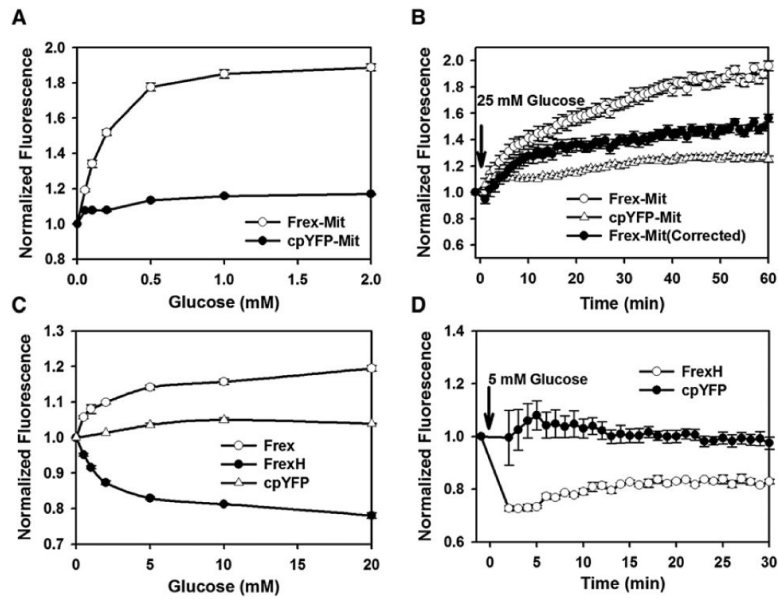 A
Normalized Fluorescence
2.0
1.8
1.6
1.4
1.2
1.0
0.8
0.0 0.5 1.0 1.5 2.0
Glucose (mM)
Frex-Mit
cpYFP-Mit
B
Normalized Fluorescence
2.0
1.8
1.6
1.4
1.2
1.0
0.8
0.6
25 mM Glucose
Frex-Mit
cpYFP-Mit
Frex-Mit(Corrected)
0 10 20 30 40 50 60
Time (min)
C
Normalized Fluorescence
1.3
1.2
1.1
1.0
0.9
0.8
0.7
Frex
FrexH
cpYFP
0 5 10 15 20
Glucose (mM)
D
Normalized Fluorescence
1.4
1.2
1.0
0.8
0.6
5 mM Glucose
FrexH
cpYFP
0 5 10 15 20 25 30
Time (min)